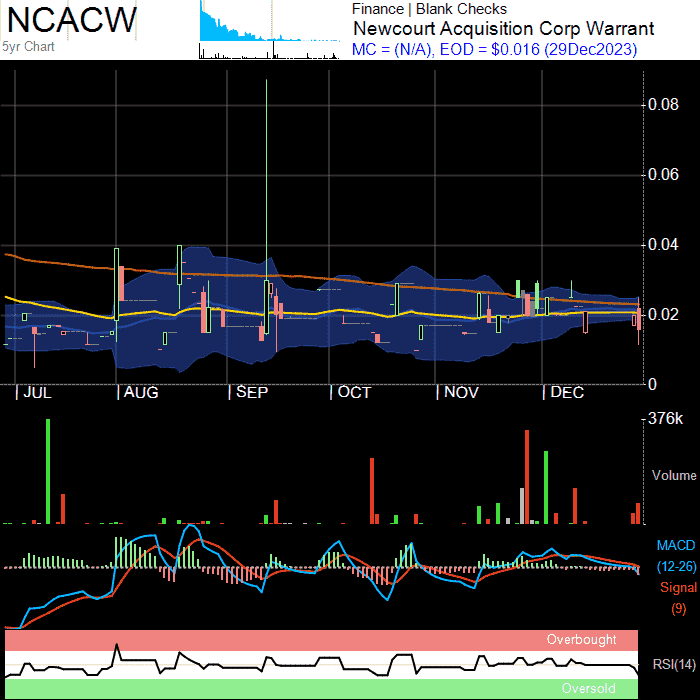 NCACW
5yr Chart
Finance | Blank Checks
Newcourt Acquisition Corp Warrant
MC = (N/A), EOD = $0.016 (29Dec2023)
0.08
0.06
0.04
0.02
0
JUL AUG SEP OCT NOV DEC
376k
Volume
MACD
(12-26)
Signal
(9)
Overbought
RSI(14)
Oversold